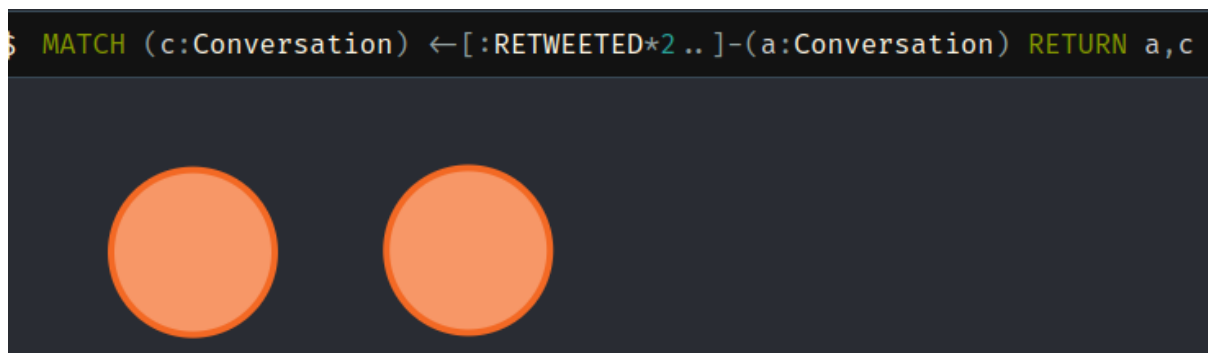 $ MATCH (c:Conversation) ←[:RETWEETED*2..]-(a:Conversation) RETURN a,c